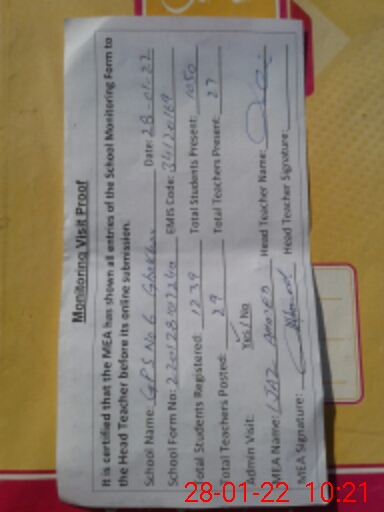 Monitoring Visit Proof
It is certified that the MEA has shown all entries of the School Monitoring Form to
the Head Teacher before its online submission.
School Name: GPS No 6 Date: 28-01-22
School Form No: EMIS Code: 34120169
Total Students Registered: 1239 Total Students Present: 1050
Total Teachers Posted: 29 Total Teachers Present: 27
Admin Visit: Yes / No
MEA Name: IJAZ AHMED Head Teacher Name:
MEA Signature: Head Teacher Signature:
28-01-22 10:21